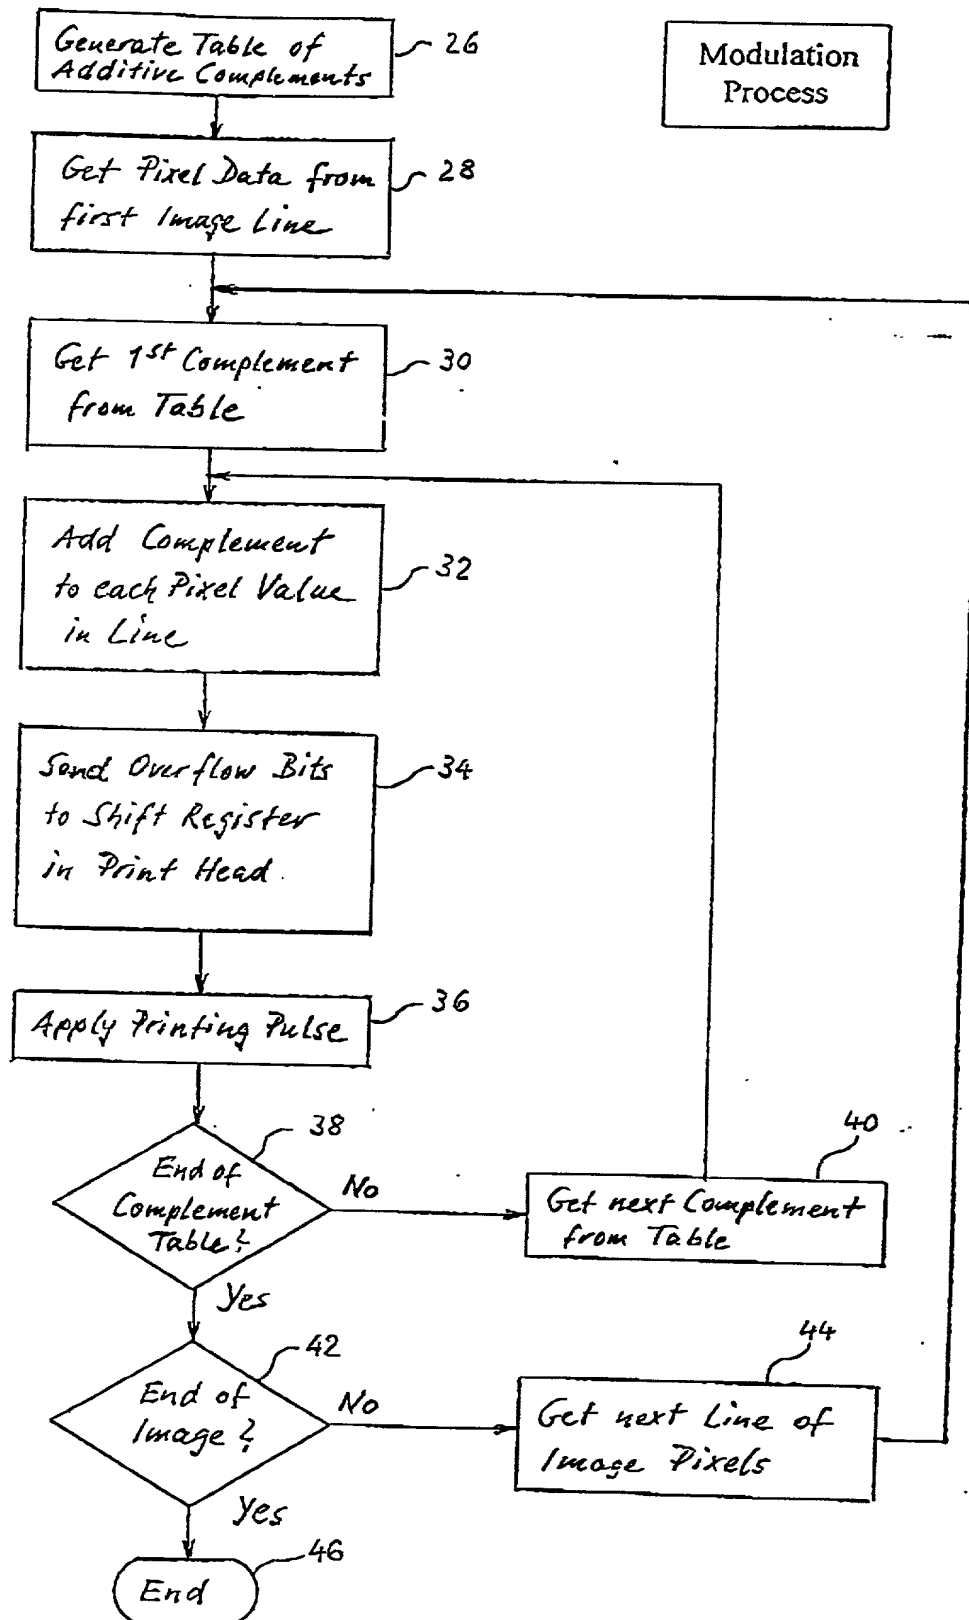 Generate Table of
Additive Complements
26
Modulation
Process
Get Pixel Data from
first Image Line
28
Get 1st Complement
from Table
30
Add Complement
to each Pixel Value
in Line
32
Send Overflow Bits
to Shift Register
in Print Head.
34
Apply Printing Pulse
36
End of
Complement
Table?
38
No
Get next Complement
from Table
40
Yes
End of
Image?
42
No
Get next Line of
Image Pixels
44
Yes
End
46